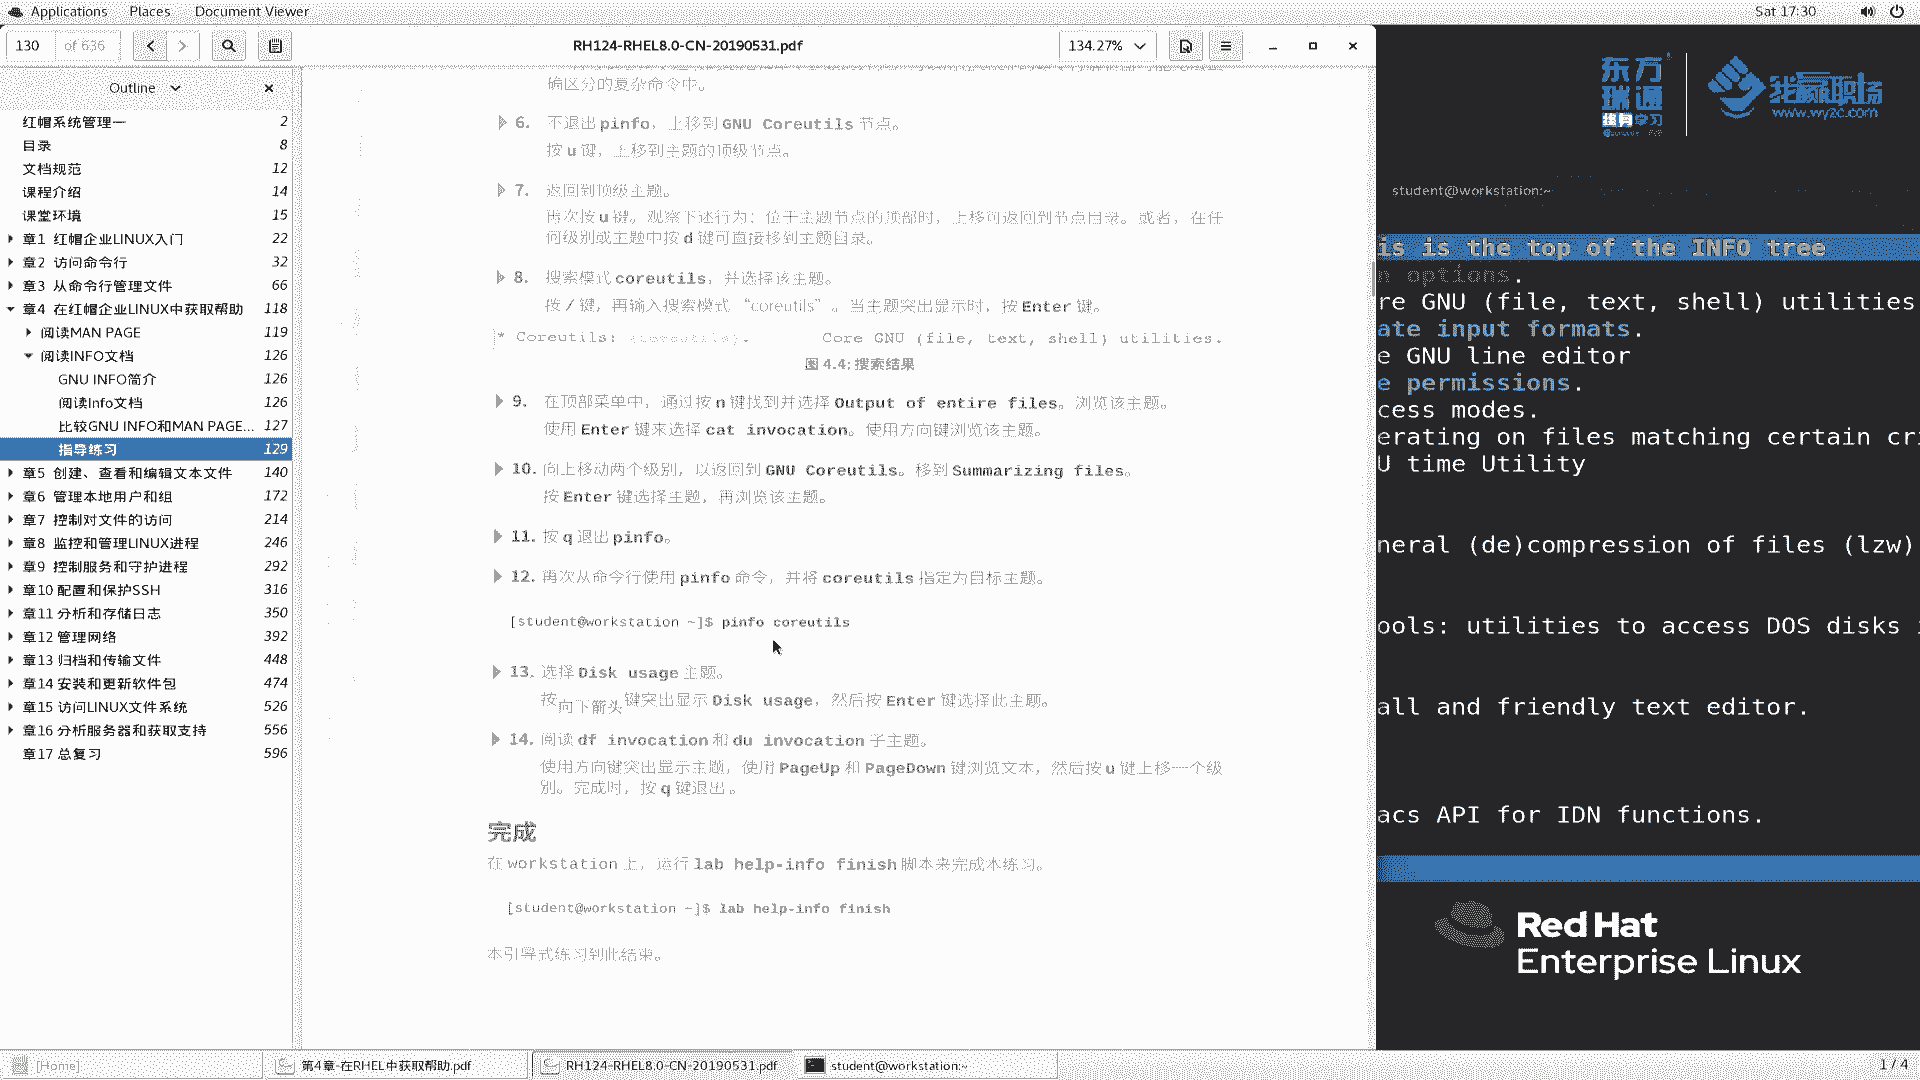 Applications Places Document Viewer
Sat 17:30
130 of 636
RH124-RHEL8.0-CN-20190531.pdf
134.27%
Outline
红帽系统管理一 2
目录 8
文档规范 12
课程介绍 14
课堂环境 15
章1 红帽企业LINUX入门 22
章2 访问命令行 32
章3 从命令行管理文件 66
章4 在红帽企业LINUX中获取帮助 118
阅读MAN PAGE 119
阅读INFO文档 126
GNU INFO简介 126
阅读Info文档 126
比较GNU INFO和MAN PAGE... 127
指导练习 129
章5 创建、查看和编辑文本文件 140
章6 管理本地用户和组 172
章7 控制对文件的访问 214
章8 监控和管理LINUX进程 246
章9 控制服务和守护进程 292
章10 配置和保护SSH 316
章11 分析和存储日志 350
章12 管理网络 392
章13 归档和传输文件 448
章14 安装和更新软件包 474
章15 访问LINUX文件系统 526
章16 分析服务器和获取支持 556
章17 总复习 596
确区分的复杂命令中。
6. 不退出 pinfo，上移到 GNU Coreutils 节点。
按 u 键，上移到主题的顶级节点。
7. 返回到顶级主题。
再次按 u 键。观察下述行为：位于主题节点的顶部时，上移可返回到节点目录。或者，在任
何级别或主题中按 d 键可直接移到主题目录。
8. 搜索模式 coreutils，并选择该主题。
按 / 键，再输入搜索模式 “coreutils”。当主题突出显示时，按 Enter 键。
* Coreutils: (coreutils). Core GNU (file, text, shell) utilities.
图 4.4: 搜索结果
9. 在顶部菜单中，通过按 n 键找到并选择 Output of entire files。浏览该主题。
使用 Enter 键来选择 cat invocation。使用方向键浏览该主题。
10. 向上移动两个级别，以返回到 GNU Coreutils。移到 Summarizing files。
按 Enter 键选择主题，再浏览该主题。
11. 按 q 退出 pinfo。
12. 再次从命令行使用 pinfo 命令，并将 coreutils 指定为目标主题。
[student@workstation ~]$ pinfo coreutils
13. 选择 Disk usage 主题。
按向下箭头键突出显示 Disk usage，然后按 Enter 键选择此主题。
14. 阅读 df invocation 和 du invocation 子主题。
使用方向键突出显示主题，使用 PageUp 和 PageDown 键浏览文本，然后按 u 键上移一个级
别。完成时，按 q 键退出。
完成
在 workstation 上，运行 lab help-info finish 脚本来完成本练习。
[student@workstation ~]$ lab help-info finish
本引导式练习到此结束。
东方瑞通
终身学习
我赢职场
www.wy2c.com
student@workstation:~
is is the top of the INFO tree
n options.
re GNU (file, text, shell) utilities
ate input formats.
e GNU line editor
e permissions.
cess modes.
erating on files matching certain cr
U time Utility
neral (de)compression of files (lzw)
ools: utilities to access DOS disks
all and friendly text editor.
acs API for IDN functions.
Red Hat
Enterprise Linux
[Home]
第4章-在RHEL中获取帮助.pdf
RH124-RHEL8.0-CN-20190531.pdf
student@workstation:~
1 / 4